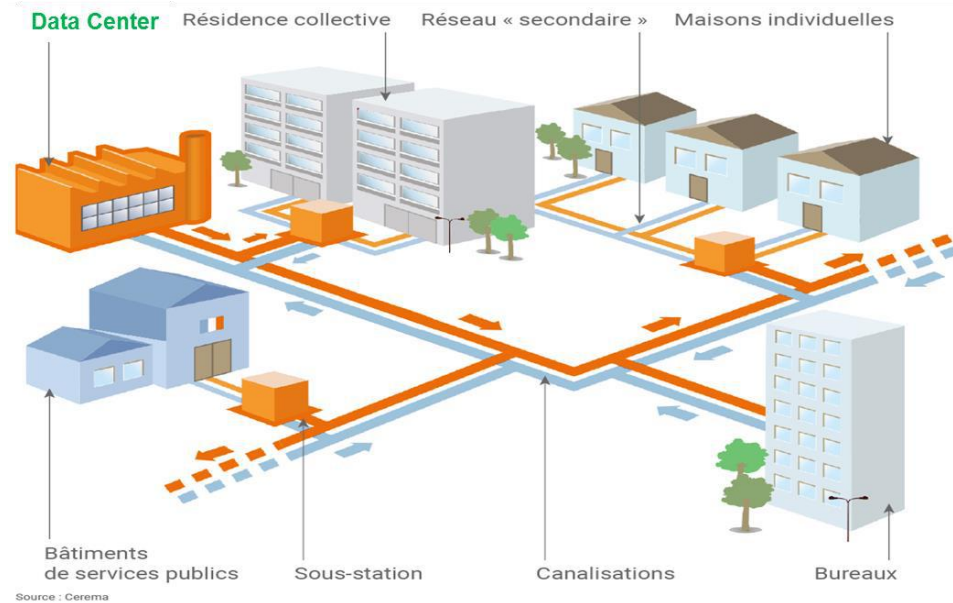 Data Center
Résidence collective
Réseau « secondaire »
Maisons individuelles
Bâtiments
de services publics
Sous-station
Canalisations
Bureaux
Source : Cerema